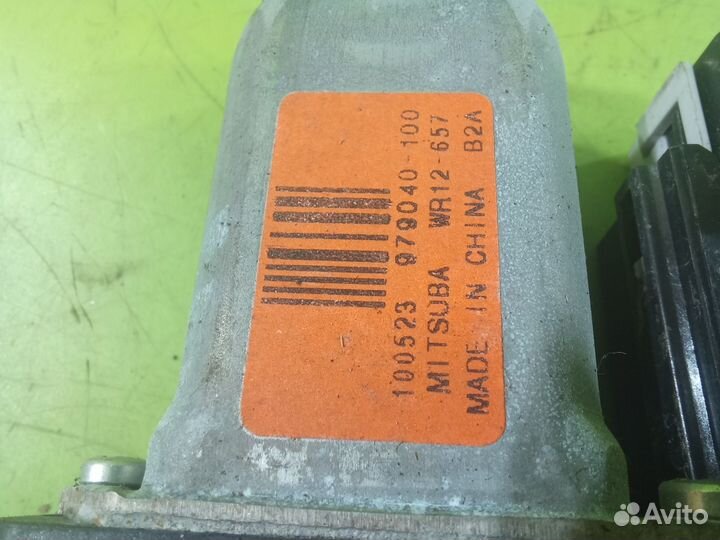 100523 979040-100
MITSUBA WR12-657
MADE IN CHINA B2A
Avito